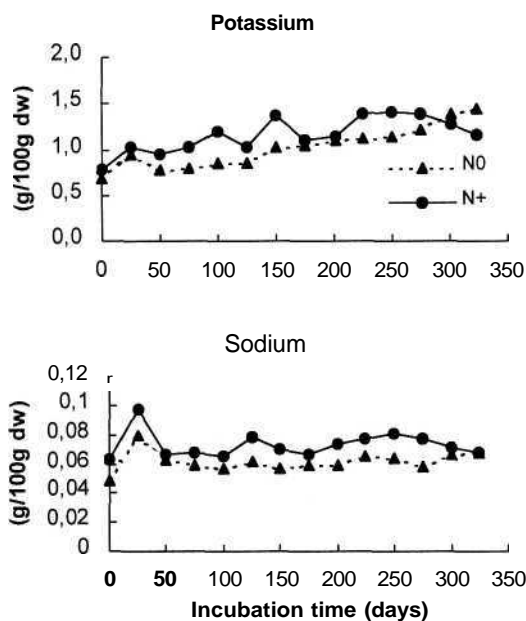 Potassium
(g/100g dw)
2,0
1,5
1,0
0,5
0,0
N0
N+
0 50 100 150 200 250 300 350
Sodium
(g/100g dw)
0,12 r
0,1
0,08
0,06
0,04
0,02
0
0 50 100 150 200 250 300 350
Incubation time (days)